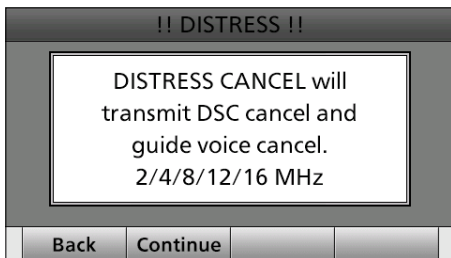 !! DISTRESS !!
DISTRESS CANCEL will
transmit DSC cancel and
guide voice cancel.
2/4/8/12/16 MHz
Back Continue